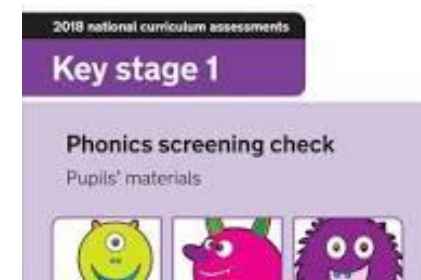 2018 national curriculum assessments
Key stage 1
Phonics screening check
Pupils' materials